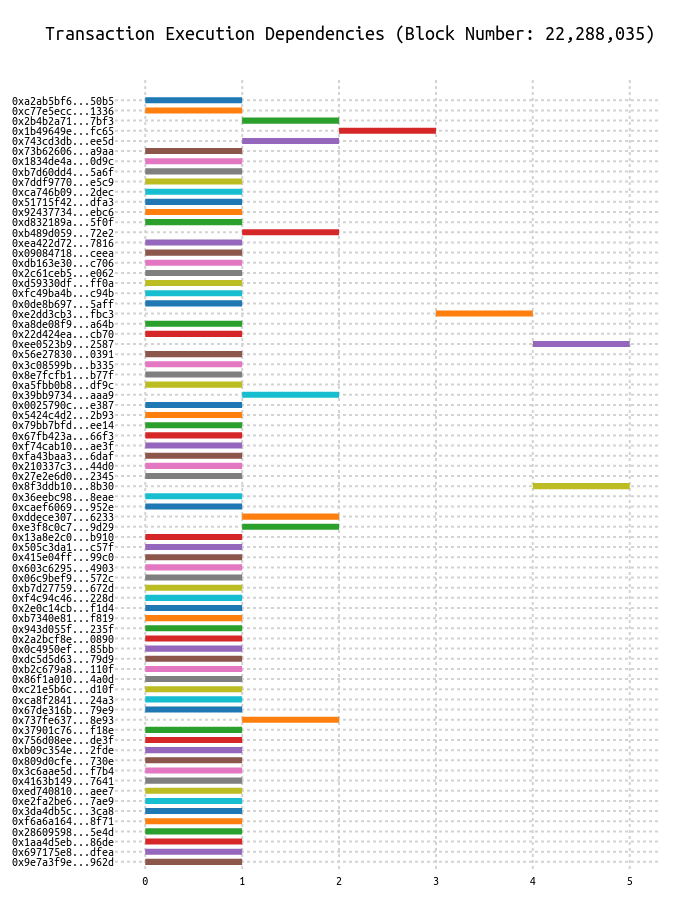 Transaction Execution Dependencies (Block Number: 22,288,035)
0xa2ab5bf6...50b5
0xc77e5ecc...1336
0x2b4b2a71...7bf3
0x1b49649e...fc65
0x743cd3db...ee5d
0x73b62606...a9aa
0x1834de4a...0d9c
0xb7d60dd4...5a6f
0x7ddf9770...e5c9
0xca746b09...2dec
0x51715f42...dfa3
0x92437734...ebc6
0xd832189a...5f0f
0xb489d059...72e2
0xea422d72...7816
0x09084718...ceea
0xdb163e30...c706
0x2c61ceb5...e062
0xd59330df...ff0a
0xfc49ba4b...c94b
0x0de8b697...5aff
0xe2dd3cb3...fbc3
0xa8de08f9...a64b
0x22d424ea...cb70
0xee0523b9...2587
0x56e27830...0391
0x3c08599b...b335
0x8e7fcfb1...b77f
0xa5fbb0b8...df9c
0x39bb9734...aaa9
0x0025790c...e387
0x5424c4d2...2b93
0x79bb7bfd...ee14
0x67fb423a...66f3
0xf74cab10...ae3f
0xfa43baa3...6daf
0x210337c3...44d0
0x27e2e6d0...2345
0x8f3ddb10...8b30
0x36eebc98...8eae
0xcaef6069...952e
0xddece307...6233
0xe3f8c0c7...9d29
0x13a8e2c0...b910
0x505c3da1...c57f
0x415e04ff...99c0
0x603c6295...4903
0x06c9bef9...572c
0xb7d27759...672d
0xf4c94c46...228d
0x2e0c14cb...f1d4
0xb7340e81...f819
0x943d055f...235f
0x2a2bcf8e...0890
0x0c4950ef...85bb
0xdc5d5d63...79d9
0xb2c679a8...110f
0x86f1a010...4a0d
0xc21e5b6c...d10f
0xca8f2841...24a3
0x67de316b...79e9
0x737fe637...8e93
0x37901c76...f18e
0x756d08ee...de3f
0xb09c354e...2fde
0x809d0cfe...730e
0x3c6aae5d...f7b4
0x4163b149...7641
0xed740810...aee7
0xe2fa2be6...7ae9
0x3da4db5c...3ca8
0xf6a6a164...8f71
0x28609598...5e4d
0x1aa4d5eb...86de
0x697175e8...dfea
0x9e7a3f9e...962d
0 1 2 3 4 5